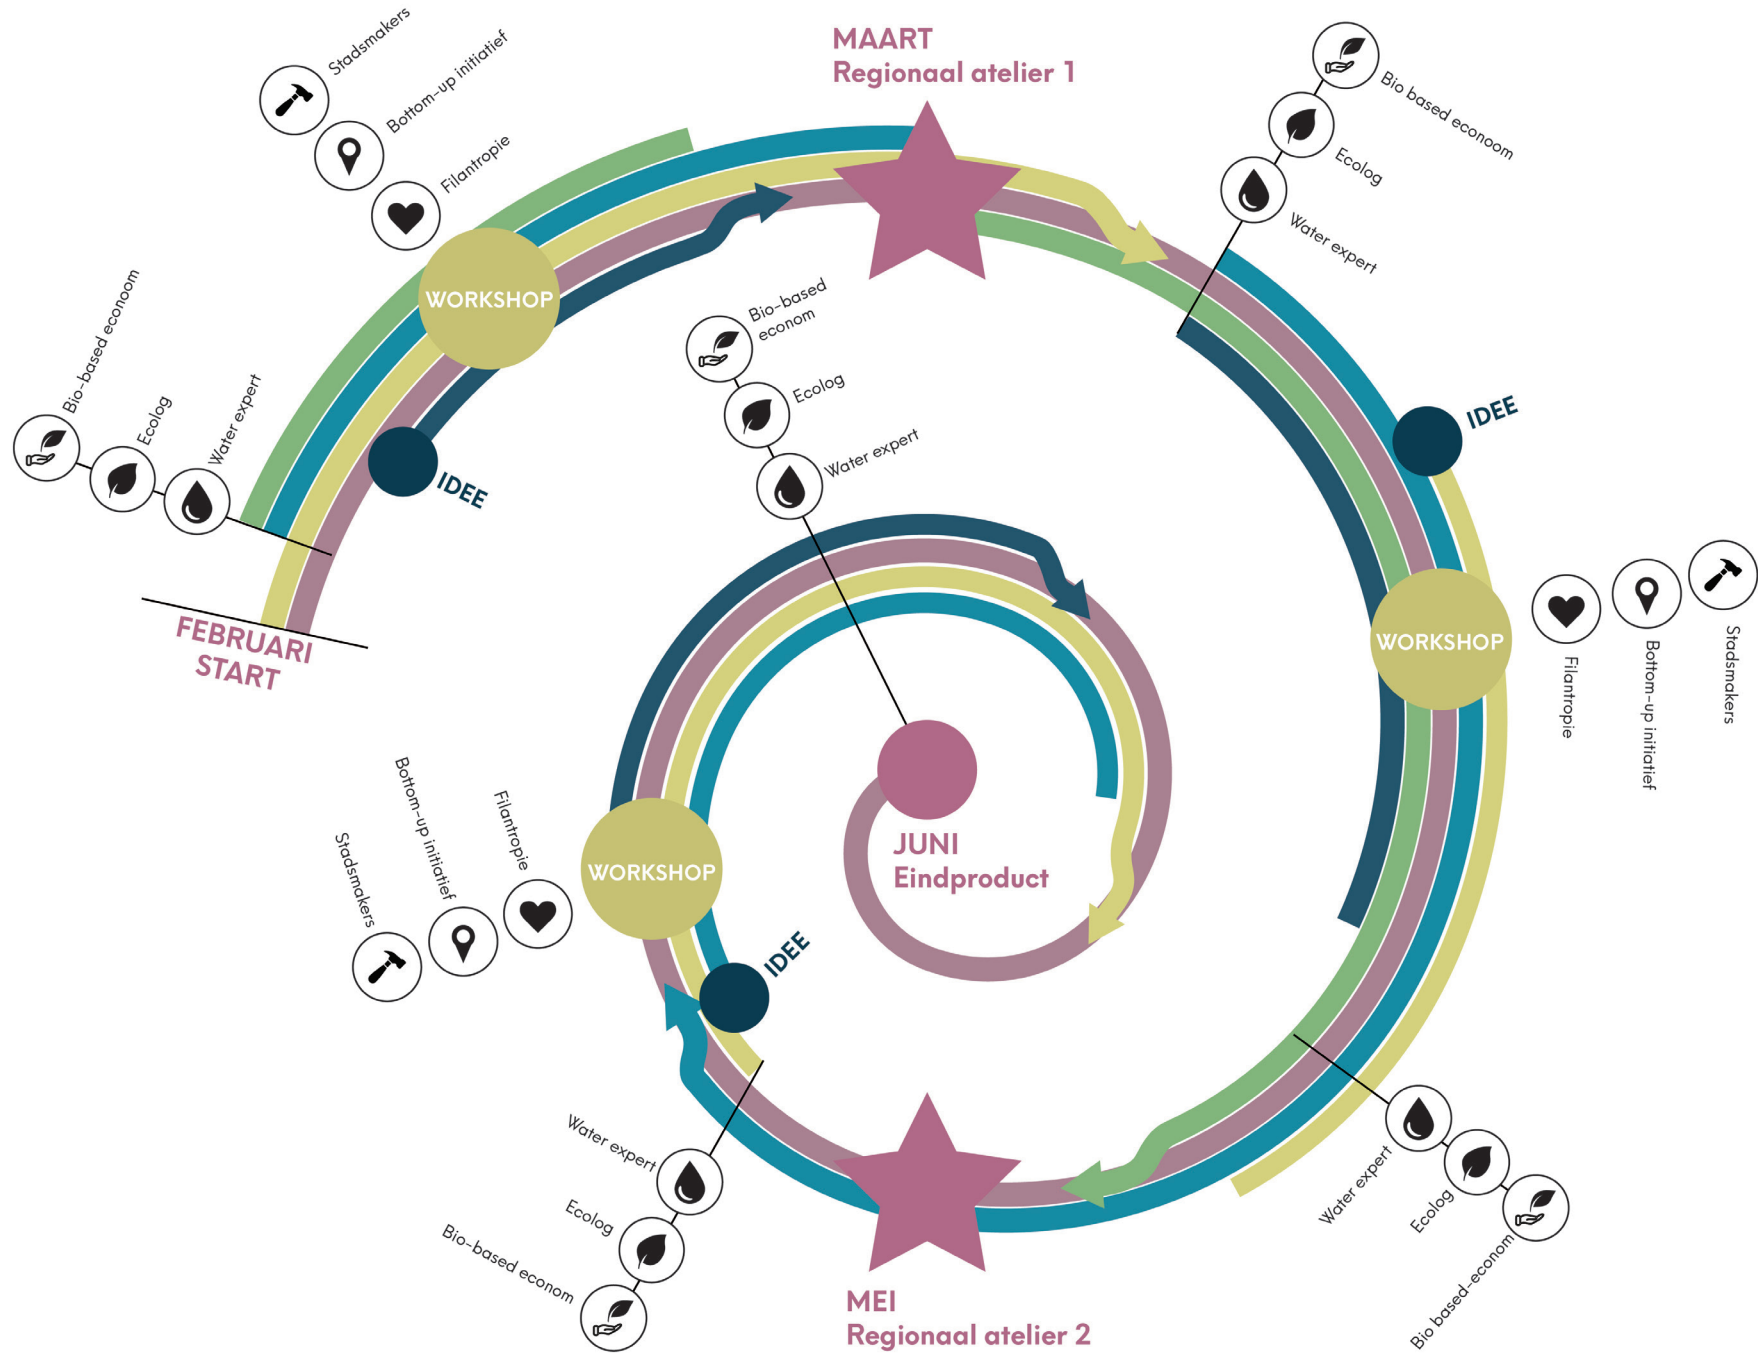 MAART
Regionaal atelier 1
Stadsmakers
Bottom-up initiatief
Filantropie
WORKSHOP
Bio-based econoom
Ecolog
Water expert
IDEE
FEBRUARI
START
Bio based econoom
Ecolog
Water expert
IDEE
WORKSHOP
Filantropie
Bottom-up initiatief
Stadsmakers
Bio-based
econom
Ecolog
Water expert
JUNI
Eindproduct
Stadsmakers
Bottom-up initiatief
Filantropie
WORKSHOP
IDEE
Water expert
Ecolog
Bio-based econom
Water expert
Ecolog
Bio based-econom
MEI
Regionaal atelier 2